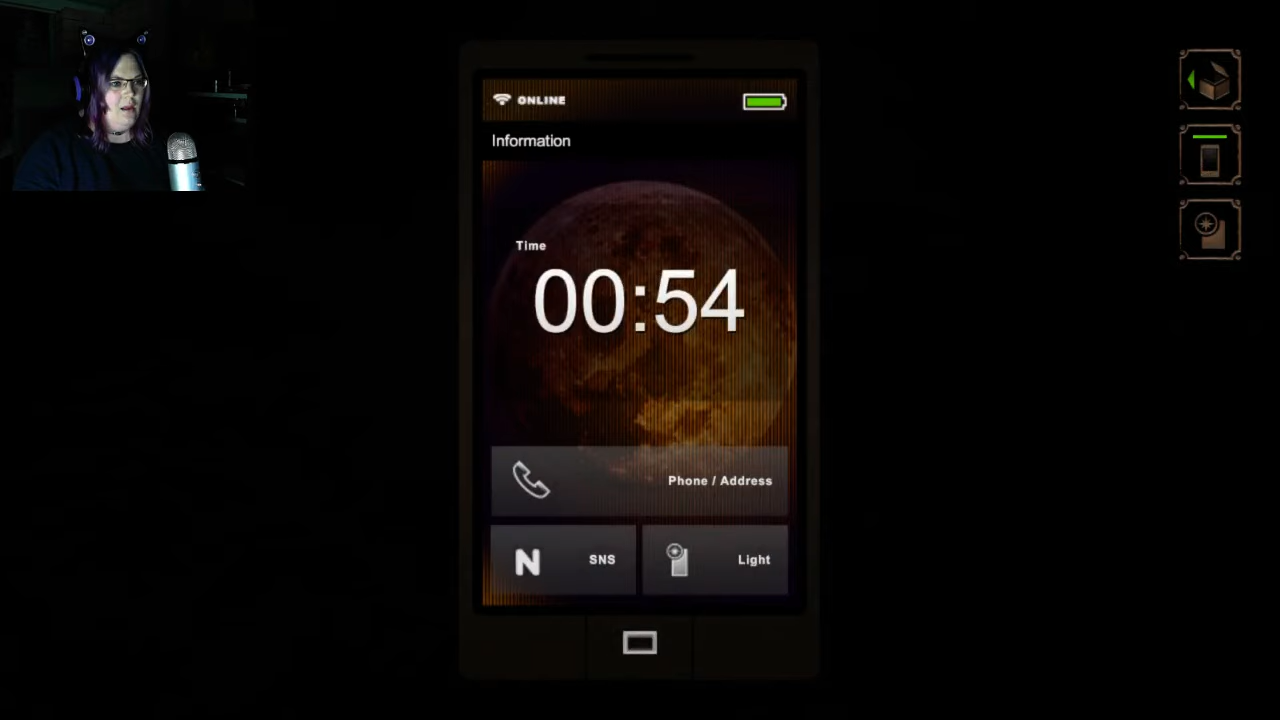 ONLINE
Information
Time
00:54
Phone / Address
N SNS
Light